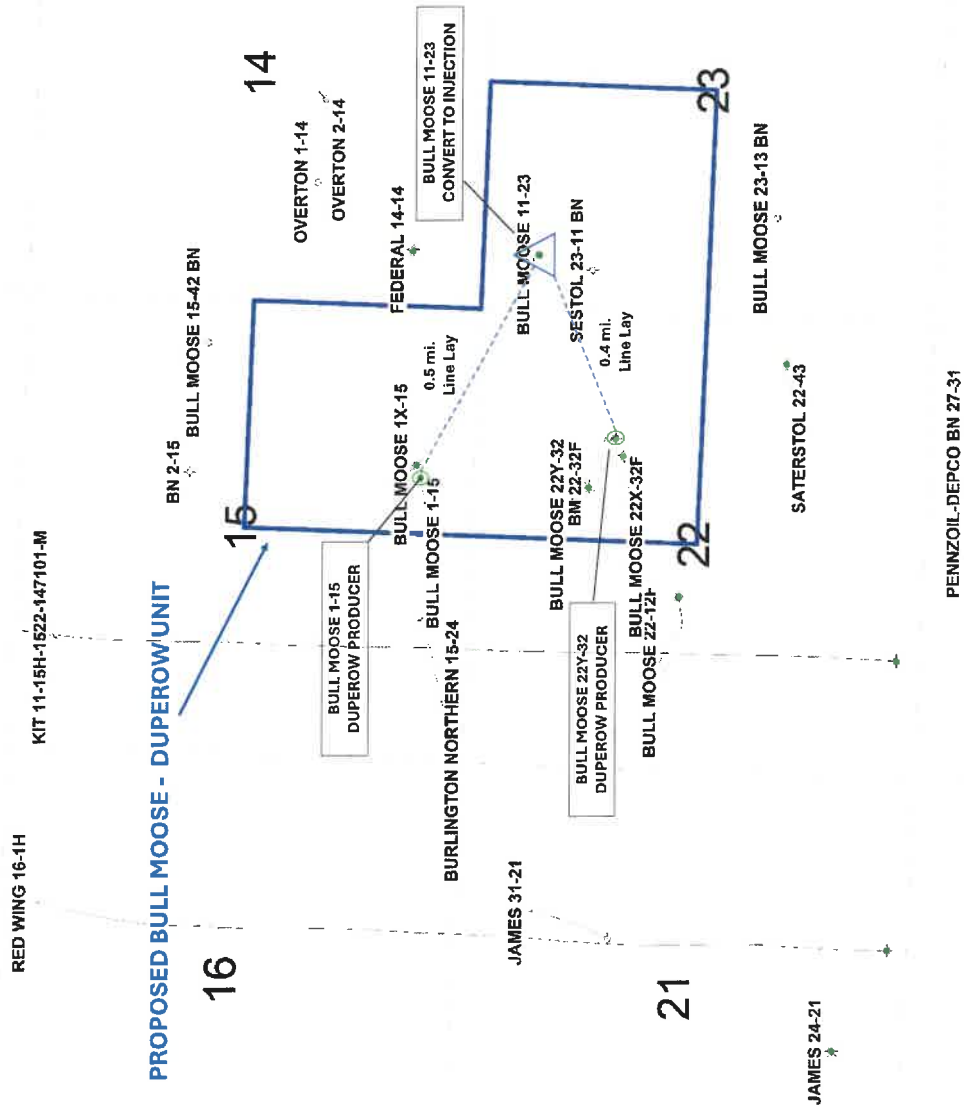 RED WING 16-1H
KIT 11-15H-1522-147101-M
PROPOSED BULL MOOSE - DUPEROW UNIT
16
15
14
BN 2-15
BULL MOOSE 15-42 BN
OVERTON 1-14
OVERTON 2-14
BULL MOOSE 1-15
DUPEROW PRODUCER
BULL MOOSE 1X-15
BULL MOOSE 1-15
FEDERAL 14-14
BULL MOOSE 11-23
CONVERT TO INJECTION
BURLINGTON NORTHERN 15-24
0.5 mi.
Line Lay
JAMES 31-21
BULL MOOSE 11-23
BULL MOOSE 22Y-32
BM 22-32F
SESTOL 23-11 BN
0.4 mi.
Line Lay
BULL MOOSE 22Y-32
DUPEROW PRODUCER
BULL MOOSE 22X-32F
BULL MOOSE 22-12F
21
22
23
BULL MOOSE 23-13 BN
SATERSTOL 22-43
JAMES 24-21
PENNZOIL-DEPCO BN 27-31